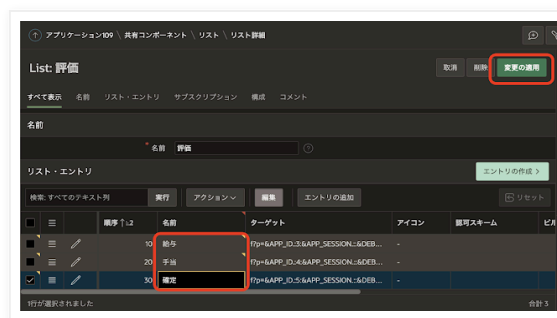 アプリケーション109 \ 共有コンポーネント \ リスト \ リスト詳細
List: 評価
取消 削除 変更の適用
すべて表示 名前 リスト・エントリ サブスクリプション 構成 コメント
名前
* 名前 評価
リスト・エントリ
エントリの作成 >
検索: すべてのテキスト列 実行 アクション 編集 エントリの追加 リセット
順序 ↑≟2 名前 ターゲット アイコン 認可スキーム ビル
10 給与 f?p=&APP_ID.:3:&APP_SESSION.::&DEB... -
20 手当 f?p=&APP_ID.:4:&APP_SESSION.::&DEB... -
30 確定 f?p=&APP_ID.:5:&APP_SESSION.::&DEB... -
1行が選択されました 合計 3